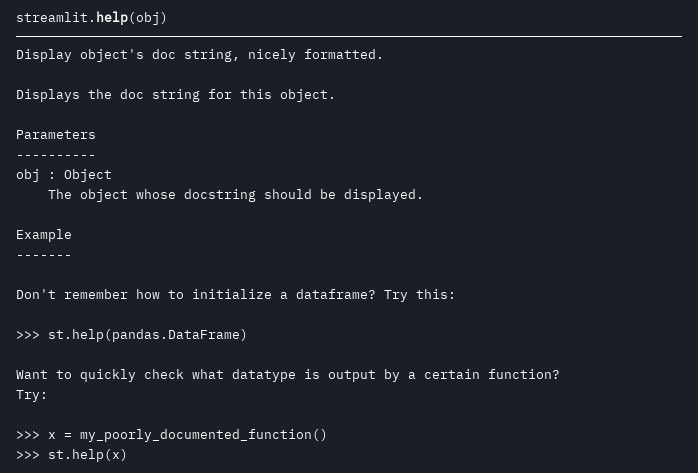 streamlit.help(obj)
Display object's doc string, nicely formatted.
Displays the doc string for this object.
Parameters
----------
obj : Object
The object whose docstring should be displayed.
Example
-------
Don't remember how to initialize a dataframe? Try this:
>>> st.help(pandas.DataFrame)
Want to quickly check what datatype is output by a certain function?
Try:
>>> x = my_poorly_documented_function()
>>> st.help(x)